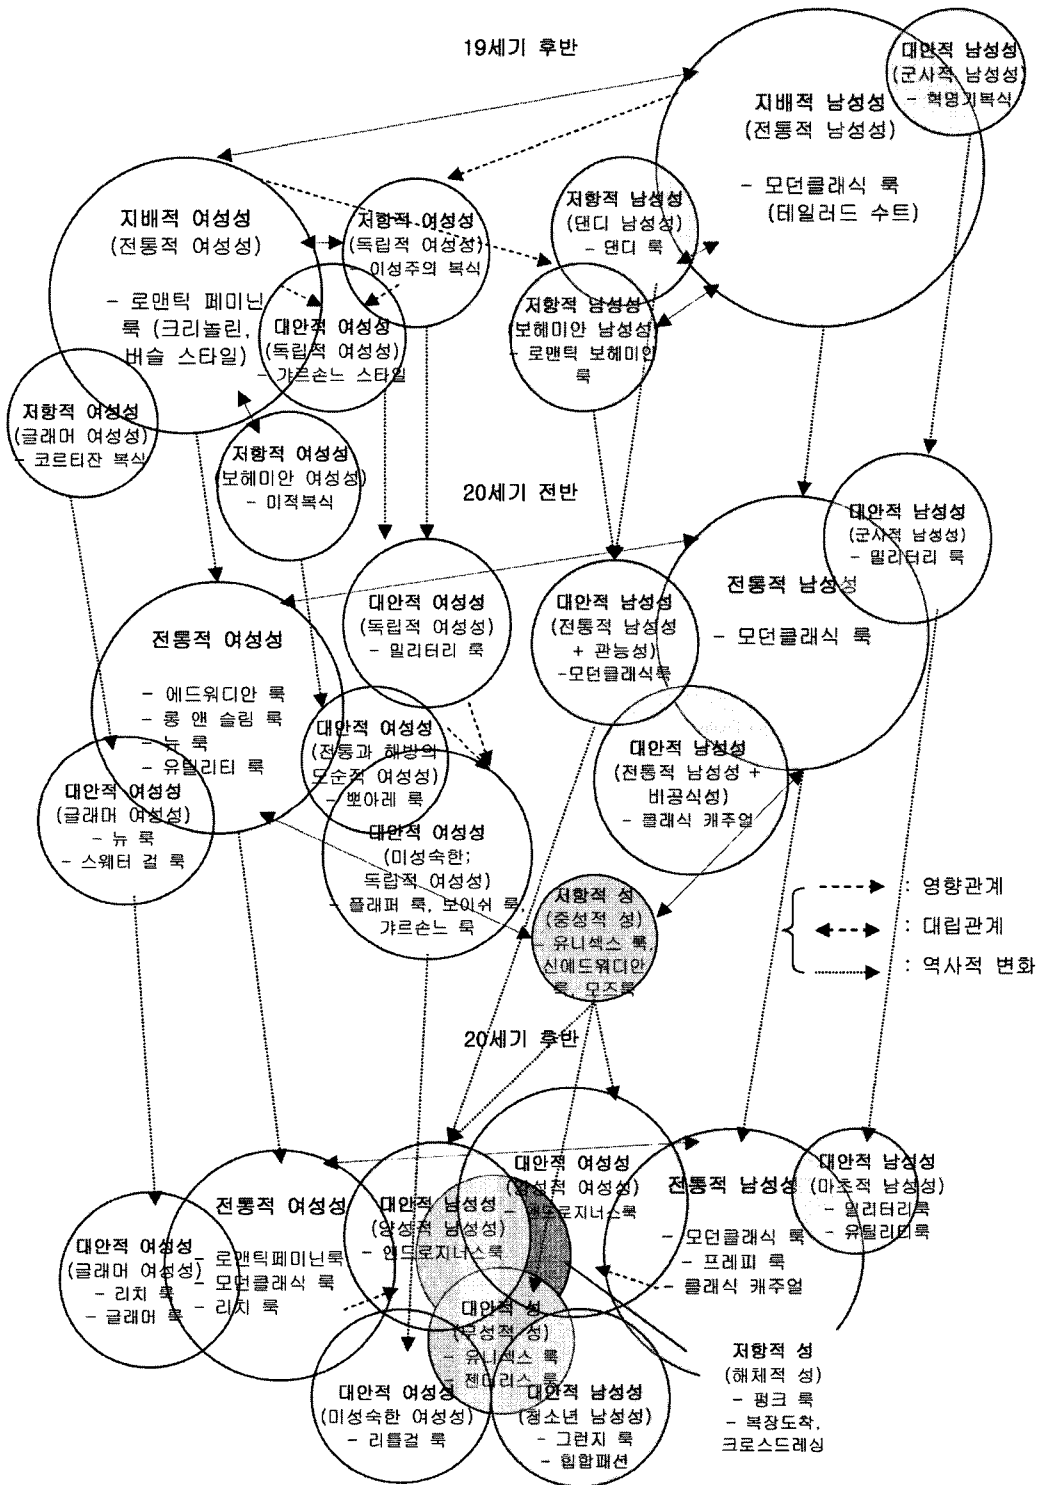 19세기 후반
대안적 남성성
(군사적 남성성)
- 혁명기복식
지배적 남성성
(전통적 남성성)
- 모던클래식 룩
(테일러드 수트)
지배적 여성성
(전통적 여성성)
- 로맨틱 페미닌
룩 (크리놀린,
버슬 스타일)
저항적 여성성
(독립적 여성성)
- 이성주의 복식
저항적 남성성
(댄디 남성성)
- 댄디 룩
대안적 여성성
(독립적 여성성)
- 갸르손느 스타일
저항적 남성성
(보헤미안 남성성)
- 로맨틱 보헤미안
룩
저항적 여성성
(글래머 여성성)
- 코르티잔 복식
저항적 여성성
(보헤미안 여성성)
- 미적복식
20세기 전반
대안적 남성성
(군사적 남성성)
- 밀리터리 룩
전통적 남성성
- 모던클래식 룩
대안적 여성성
(독립적 여성성)
- 밀리터리 룩
대안적 남성성
(전통적 남성성
+ 관능성)
-모던클래식룩
전통적 여성성
- 에드워디안 룩
- 롱 앤 슬림 룩
- 뉴 룩
- 유틸리티 룩
대안적 여성성
(전통과 해방의
모순적 여성성)
- 뽀아레 룩
대안적 남성성
(전통적 남성성 +
비공식성)
- 클래식 캐주얼
대안적 여성성
(글래머 여성성)
- 뉴 룩
- 스웨터 걸 룩
대안적 여성성
(미성숙한;
독립적 여성성)
- 플래퍼 룩, 보이쉬 룩,
갸르손느 룩
저항적 성
(중성적 성)
- 유니섹스 룩,
신에드워디안
룩, 모즈룩
: 영향관계
: 대립관계
: 역사적 변화
20세기 후반
대안적 여성성
(글래머 여성성)
- 리치 룩
- 글래머 룩
전통적 여성성
- 로맨틱페미닌룩
- 모던클래식 룩
- 리치 룩
대안적 남성성
(양성적 남성성)
- 앤드로지너스룩
대안적 여성성
(양성적 여성성)
- 앤드로지너스룩
전통적 남성성
- 모던클래식 룩
- 프레피 룩
- 클래식 캐주얼
대안적 남성성
(마초적 남성성)
- 밀리터리룩
- 유틸리티룩
대안적 성
(무성적 성)
- 유니섹스 룩
- 젠더리스 룩
대안적 여성성
(미성숙한 여성성)
- 리틀걸 룩
대안적 남성성
(청소년 남성성)
- 그런지 룩
- 힙합패션
저항적 성
(해체적 성)
- 펑크 룩
- 복장도착,
크로스드레싱